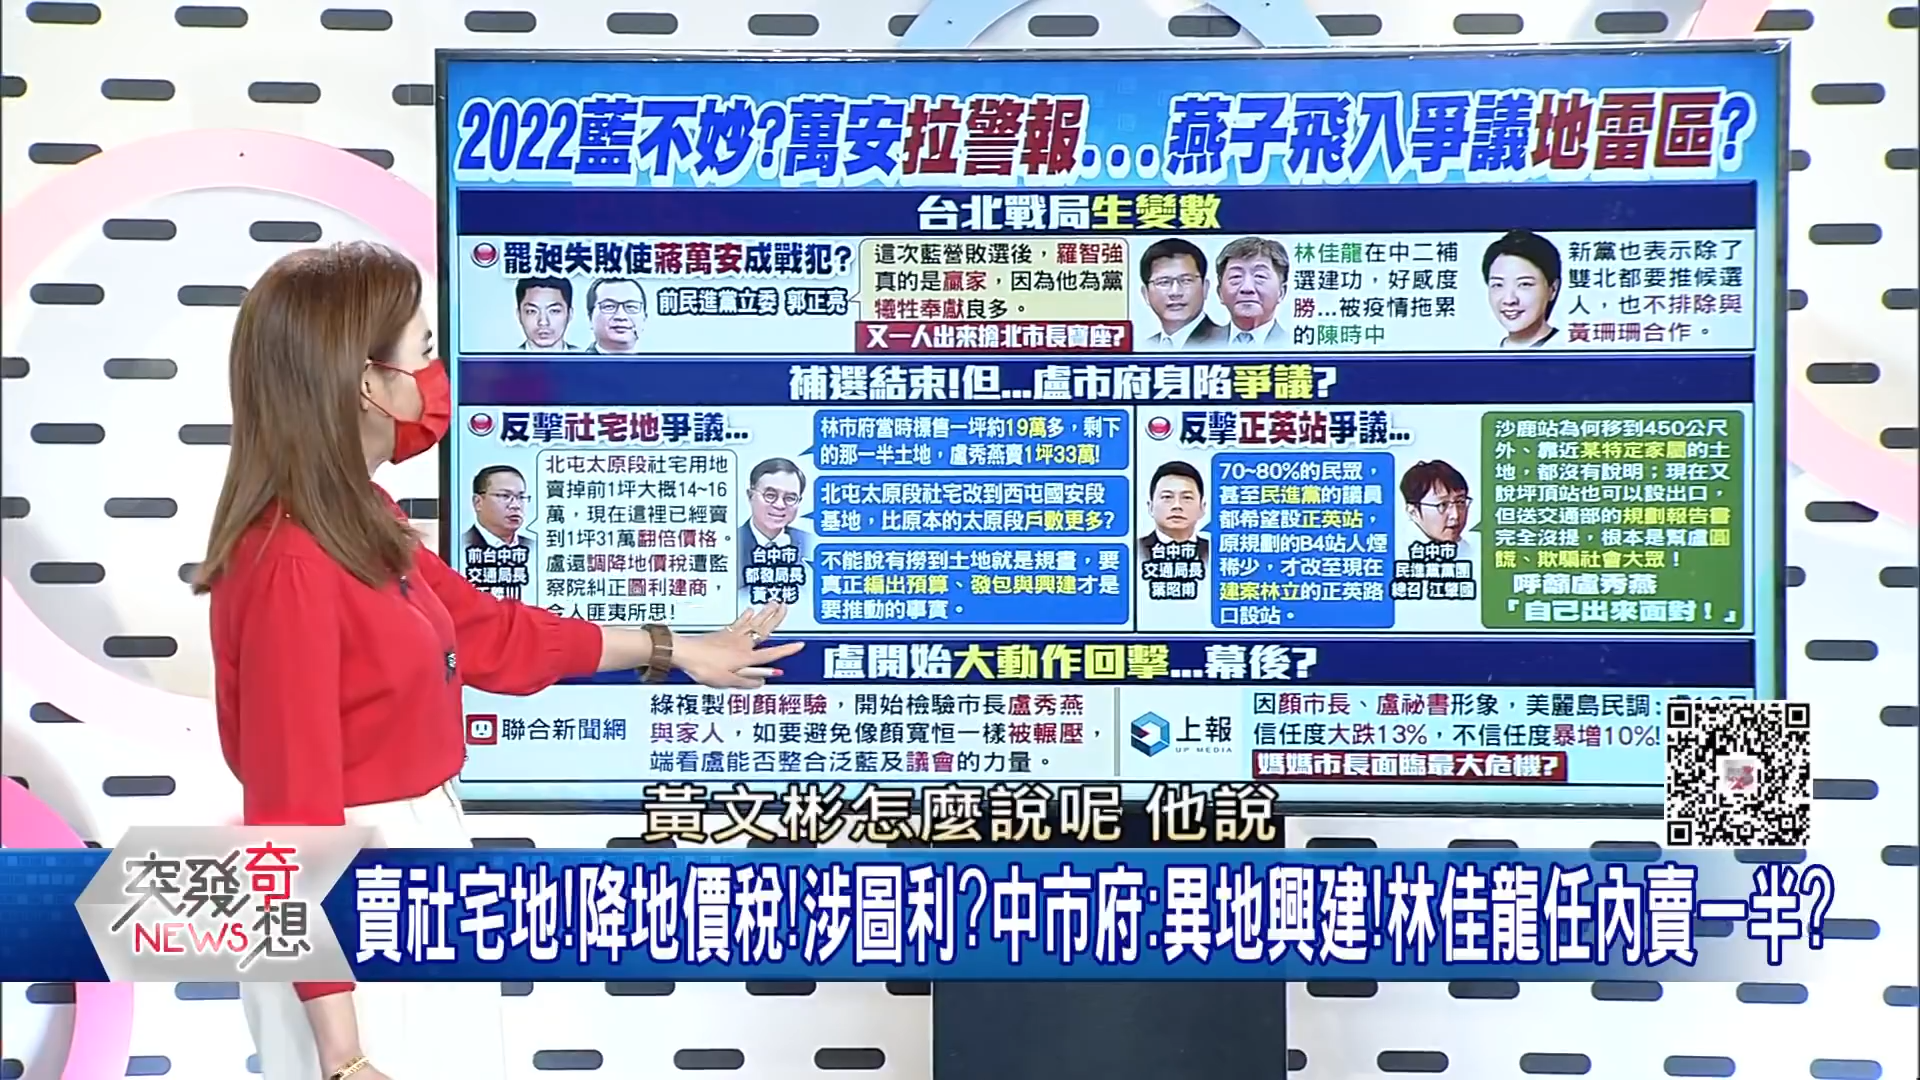 2022藍不妙?萬安拉警報...燕子飛入爭議地雷區?
台北戰局生變數
罷昶失敗使蔣萬安成戰犯?
前民進黨立委 郭正亮
這次藍營敗選後，羅智強
真的是贏家，因為他為黨
犧牲奉獻良多。
又一人出來搶北市長寶座?
林佳龍在中二補
選建功，好感度
勝...被疫情拖累
的陳時中
新黨也表示除了
雙北都要推候選
人，也不排除與
黃珊珊合作。
補選結束!但...盧市府身陷爭議?
反擊社宅地爭議...
前台中市
交通局長
北屯太原段社宅用地
賣掉前1坪大概14~16
萬，現在這裡已經賣
到1坪31萬翻倍價格。
盧還調降地價稅遭監
察院糾正圖利建商，
令人匪夷所思!
台中市
都發局長
黃文彬
林市府當時標售一坪約19萬多，剩下
的那一半土地，盧秀燕賣1坪33萬!
北屯太原段社宅改到西屯國安段
基地，比原本的太原段戶數更多?
不能說有撈到土地就是規畫，要
真正編出預算、發包與興建才是
要推動的事實。
反擊正英站爭議...
台中市
交通局長
葉昭甫
70~80%的民眾，
甚至民進黨的議員
都希望設正英站，
原規劃的B4站人煙
稀少，才改至現在
建案林立的正英路
口設站。
台中市
民進黨黨團
總召 江肇國
沙鹿站為何移到450公尺
外、靠近某特定家屬的土
地，都沒有說明；現在又
說坪頂站也可以設出口，
但送交通部的規劃報告書
完全沒提，根本是幫盧圓
謊、欺騙社會大眾！
呼籲盧秀燕
「自己出來面對！」
盧開始大動作回擊...幕後?
聯合新聞網
綠複製倒顏經驗，開始檢驗市長盧秀燕
與家人，如要避免像顏寬恒一樣被輾壓，
端看盧能否整合泛藍及議會的力量。
上報
UP MEDIA
因顏市長、盧祕書形象，美麗島民調:
信任度大跌13%，不信任度暴增10%!
媽媽市長面臨最大危機?
黃文彬怎麼說呢 他說
突發奇想
NEWS
賣社宅地!降地價稅!涉圖利?中市府:異地興建!林佳龍任內賣一半?